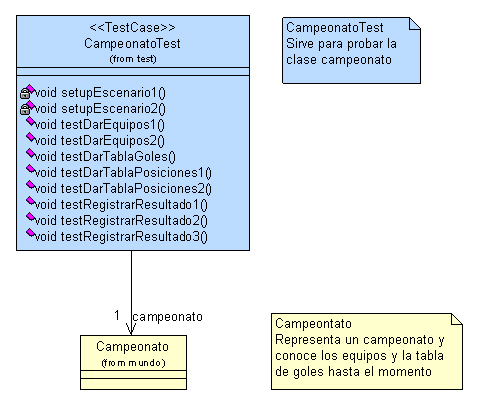 <<TestCase>>
CampeonatoTest
(from test)
void setupEscenario1()
void setupEscenario2()
void testDarEquipos1()
void testDarEquipos2()
void testDarTablaGoles()
void testDarTablaPosiciones1()
void testDarTablaPosiciones2()
void testRegistrarResultado1()
void testRegistrarResultado2()
void testRegistrarResultado3()
CampeonatoTest
Sirve para probar la
clase campeonato
1 campeonato
Campeonato
(from mundo)
Campeontato
Representa un campeonato y
conoce los equipos y la tabla
de goles hasta el momento